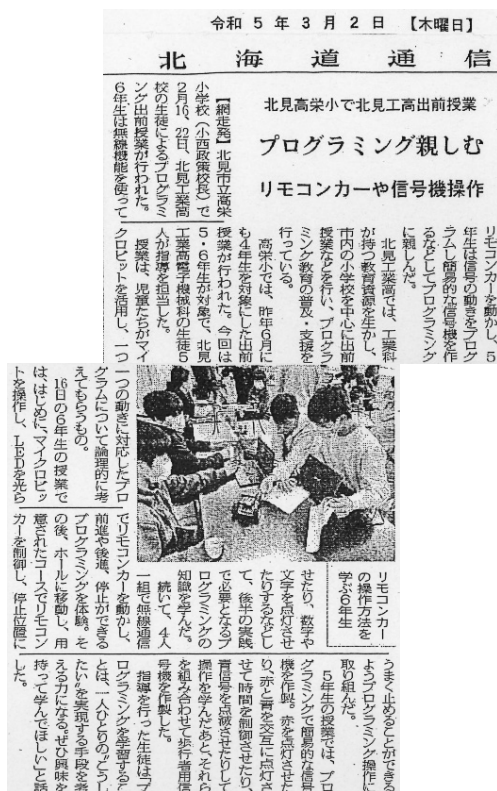 令和5年3月2日 【木曜日】
北海道通信
北見高栄小で北見工高出前授業
プログラミング親しむ
リモコンカーや信号機操作
【網走発】北見市立高栄
小学校(小西政策校長)で
2月16、22日、北見工業高
校の生徒によるプログラミ
ング出前授業が行われた。
6年生は無線機能を使って
リモコンカーを動かし、5
年生は信号の動きをプログ
ラムし簡易的な信号機を作
るなどしてプログラミング
に親しんだ。
北見工業高では、工業科
が持つ教育資源を生かし、
市内の小学校を中心に出前
授業などを行い、プログラ
ミング教育の普及・支援を
行っている。
高栄小では、昨年6月に
も4年生を対象にした出前
授業が行われた。今回は
5・6年生が対象で、北見
工業高電子機械科の生徒5
人が指導を担当した。
授業は、児童たちがマイ
クロビットを活用し、一つ
一つの動きに対応したプロ
グラムについて論理的に考
えてもらうもの。
16日の6年生の授業で
は、はじめに、マイクロビッ
トを操作し、LEDを光ら
リモコンカー
の操作方法を
学ぶ6年生
せたり、数字や
文字を点灯させ
たりするなどし
て、後半の実践
で必要となるプ
ログラミングの
知識を学んだ。
続いて、4人
一組で無線通信
でリモコンカーを動かし、
前進や後進、停止ができる
プログラミングを体験。そ
の後、ホールに移動し、用
意されたコースでリモコン
カーを制御し、停止位置に
うまく止めることができる
ようプログラミング操作に
取り組んだ。
5年生の授業では、プロ
グラミングで簡易的な信号
機を作製。赤を点灯させた
り、赤と青を交互に点灯さ
せて時間を制御させたり、
青信号を点滅させたりして
操作を学んだあと、それら
を組み合わせて歩行者用信
号機を作製した。
指導を行った生徒は「プ
ログラミングを学習するこ
とは、一人ひとりの“どうし
たい”を実現する手段を考
える力になる。ぜひ興味を
持って学んでほしい」と話
した。